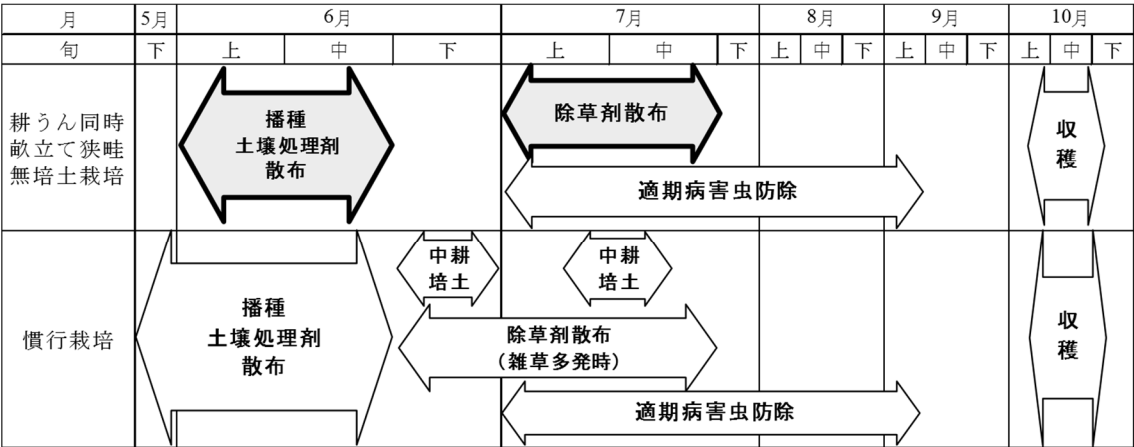 月 5月 6月 7月 8月 9月 10月
旬 下 上 中 下 上 中 下 上 中 下 上 中 下 上 中 下
耕うん同時
畝立て狭畦
無培土栽培
播種
土壌処理剤
散布
除草剤散布
適期病害虫防除
収
穫
慣行栽培
播種
土壌処理剤
散布
中耕
培土
中耕
培土
除草剤散布
(雑草多発時)
適期病害虫防除
収
穫